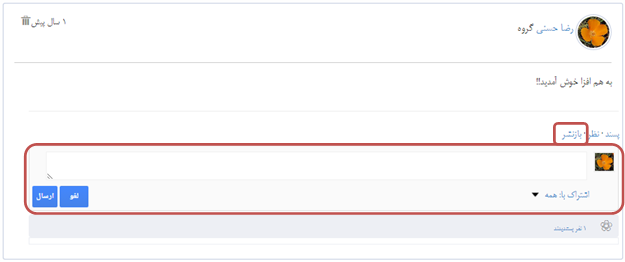 رضا حسنی گروه
۱ سال پیش
به هم افزا خوش آمدید!!
پسند · نظر · بازنشر
اشتراک با: همه
لغو
ارسال
۱ نفر پسندیدند